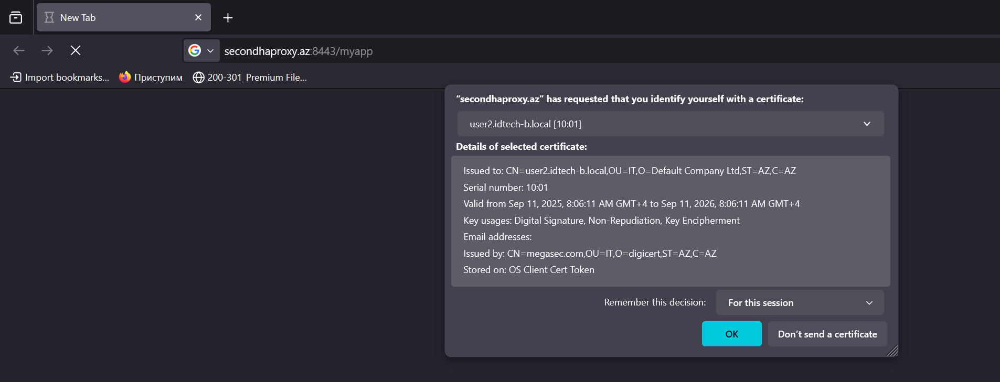 New Tab
secondhaproxy.az:8443/myapp
Import bookmarks... Приступим 200-301_Premium File...
“secondhaproxy.az” has requested that you identify yourself with a certificate:
user2.idtech-b.local [10:01]
Details of selected certificate:
Issued to: CN=user2.idtech-b.local,OU=IT,O=Default Company Ltd,ST=AZ,C=AZ
Serial number: 10:01
Valid from Sep 11, 2025, 8:06:11 AM GMT+4 to Sep 11, 2026, 8:06:11 AM GMT+4
Key usages: Digital Signature, Non-Repudiation, Key Encipherment
Email addresses:
Issued by: CN=megasec.com,OU=IT,O=digicert,ST=AZ,C=AZ
Stored on: OS Client Cert Token
Remember this decision: For this session
OK Don’t send a certificate